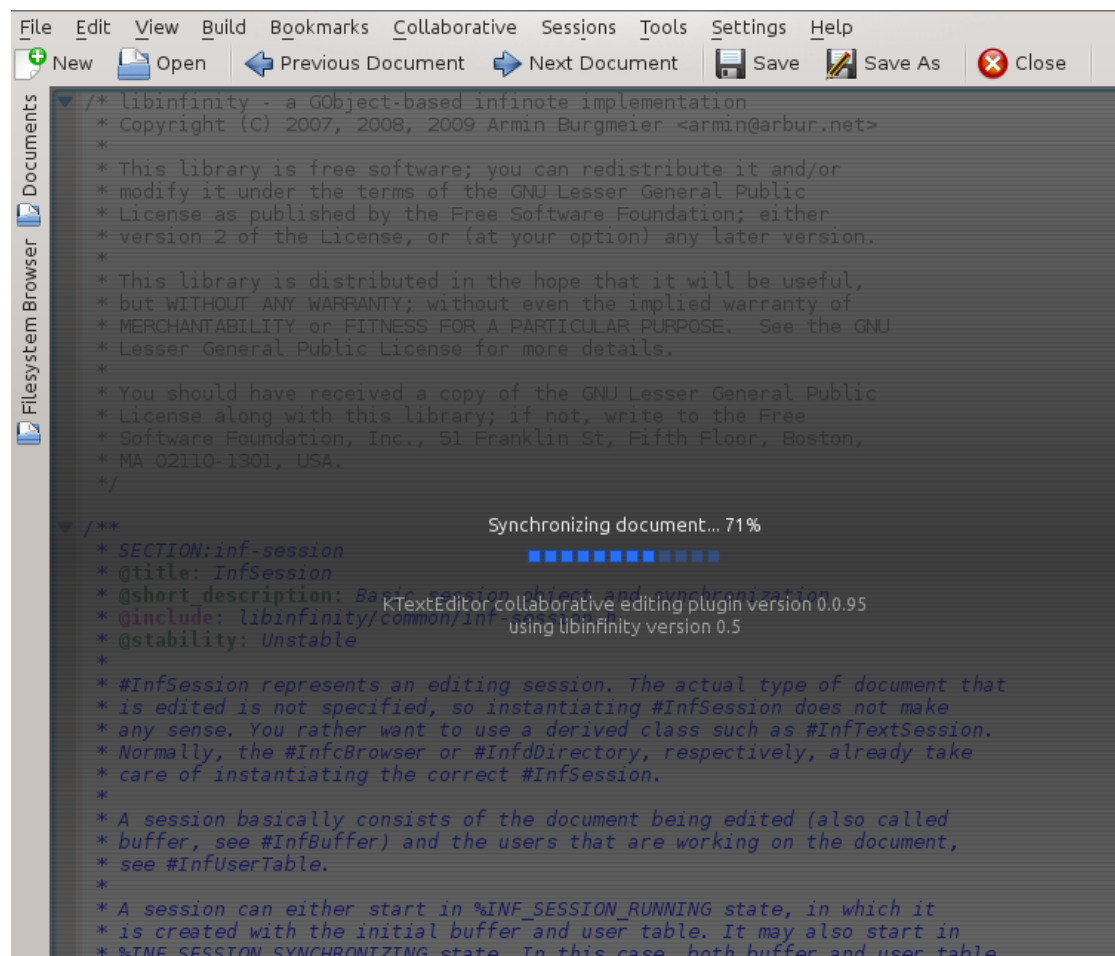 File Edit View Build Bookmarks Collaborative Sessions Tools Settings Help
New Open Previous Document Next Document Save Save As Close
Documents
Filesystem Browser
/* libinfinity - a GObject-based infinote implementation
* Copyright (C) 2007, 2008, 2009 Armin Burgmeier <armin@arbur.net>
*
* This library is free software; you can redistribute it and/or
* modify it under the terms of the GNU Lesser General Public
* License as published by the Free Software Foundation; either
* version 2 of the License, or (at your option) any later version.
*
* This library is distributed in the hope that it will be useful,
* but WITHOUT ANY WARRANTY; without even the implied warranty of
* MERCHANTABILITY or FITNESS FOR A PARTICULAR PURPOSE.  See the GNU
* Lesser General Public License for more details.
*
* You should have received a copy of the GNU Lesser General Public
* License along with this library; if not, write to the Free
* Software Foundation, Inc., 51 Franklin St, Fifth Floor, Boston,
* MA 02110-1301, USA.
*/
/**
Synchronizing document... 71%
* SECTION:inf-session
* @title: InfSession
* @short_description: Basic session object and synchronization
KTextEditor collaborative editing plugin version 0.0.95
* @include: libinfinity/common/inf-session.h
using libinfinity version 0.5
* @stability: Unstable
*
* #InfSession represents an editing session. The actual type of document that
* is edited is not specified, so instantiating #InfSession does not make
* any sense. You rather want to use a derived class such as #InfTextSession.
* Normally, the #InfcBrowser or #InfdDirectory, respectively, already take
* care of instantiating the correct #InfSession.
*
* A session basically consists of the document being edited (also called
* buffer, see #InfBuffer) and the users that are working on the document,
* see #InfUserTable.
*
* A session can either start in %INF_SESSION_RUNNING state, in which it
* is created with the initial buffer and user table. It may also start in
* %INF_SESSION_SYNCHRONIZING state. In this case, both buffer and user table